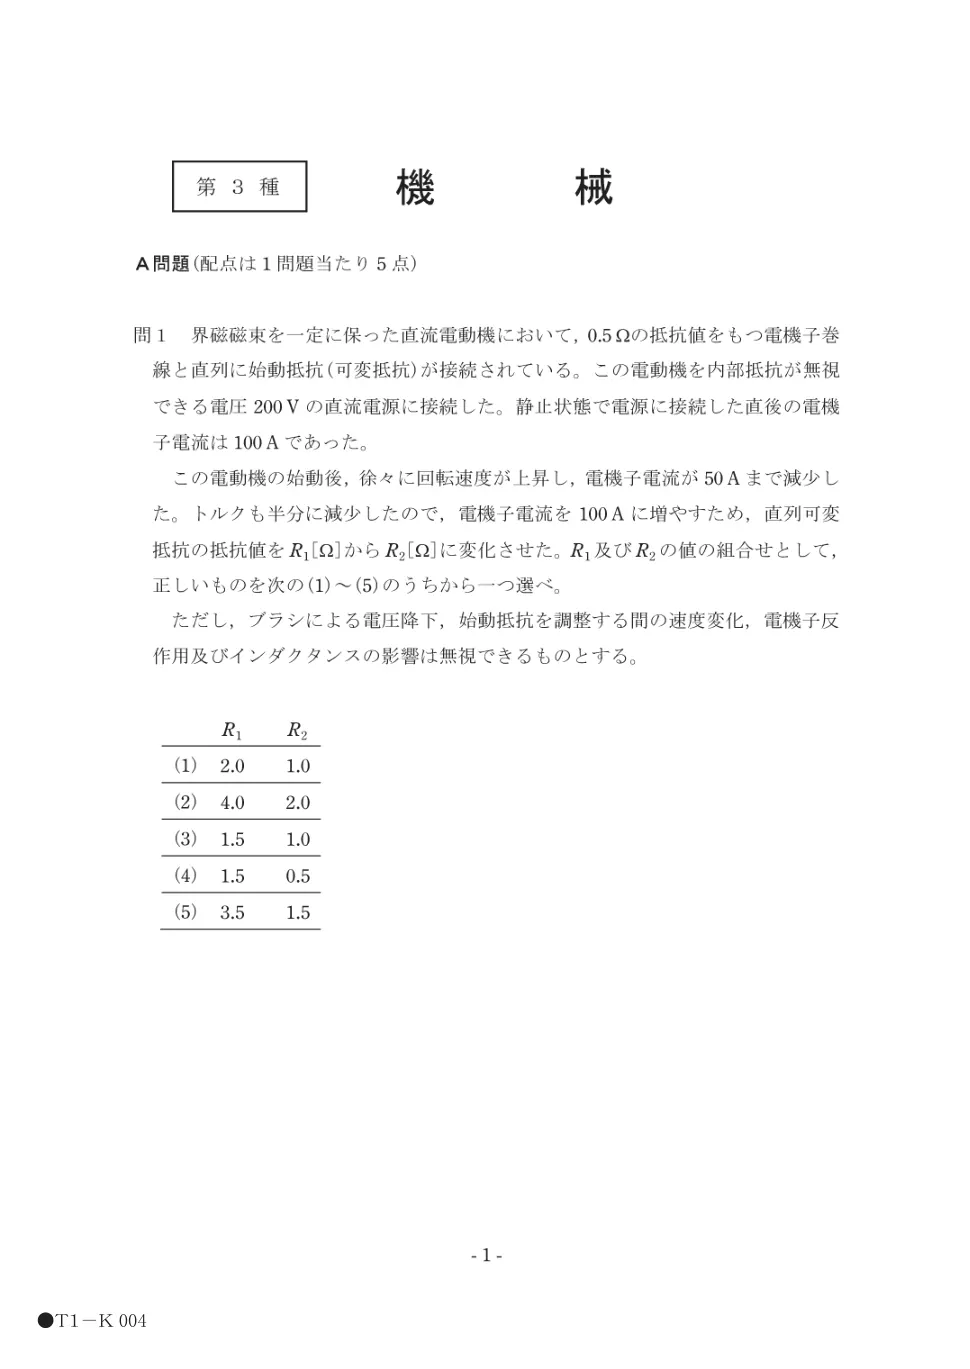 第 3 種
機 械
A問題(配点は1問題当たり5点)
問1 界磁磁束を一定に保った直流電動機において，0.5 Ωの抵抗値をもつ電機子巻
線と直列に始動抵抗(可変抵抗)が接続されている。この電動機を内部抵抗が無視
できる電圧 200 V の直流電源に接続した。静止状態で電源に接続した直後の電機
子電流は 100 A であった。
この電動機の始動後，徐々に回転速度が上昇し，電機子電流が 50 A まで減少し
た。トルクも半分に減少したので，電機子電流を 100 A に増やすため，直列可変
抵抗の抵抗値を R₁[Ω]から R₂[Ω]に変化させた。R₁及び R₂の値の組合せとして，
正しいものを次の(1)～(5)のうちから一つ選べ。
ただし，ブラシによる電圧降下，始動抵抗を調整する間の速度変化，電機子反
作用及びインダクタンスの影響は無視できるものとする。
R₁ R₂
(1) 2.0 1.0
(2) 4.0 2.0
(3) 1.5 1.0
(4) 1.5 0.5
(5) 3.5 1.5
- 1 -
●T1－K 004